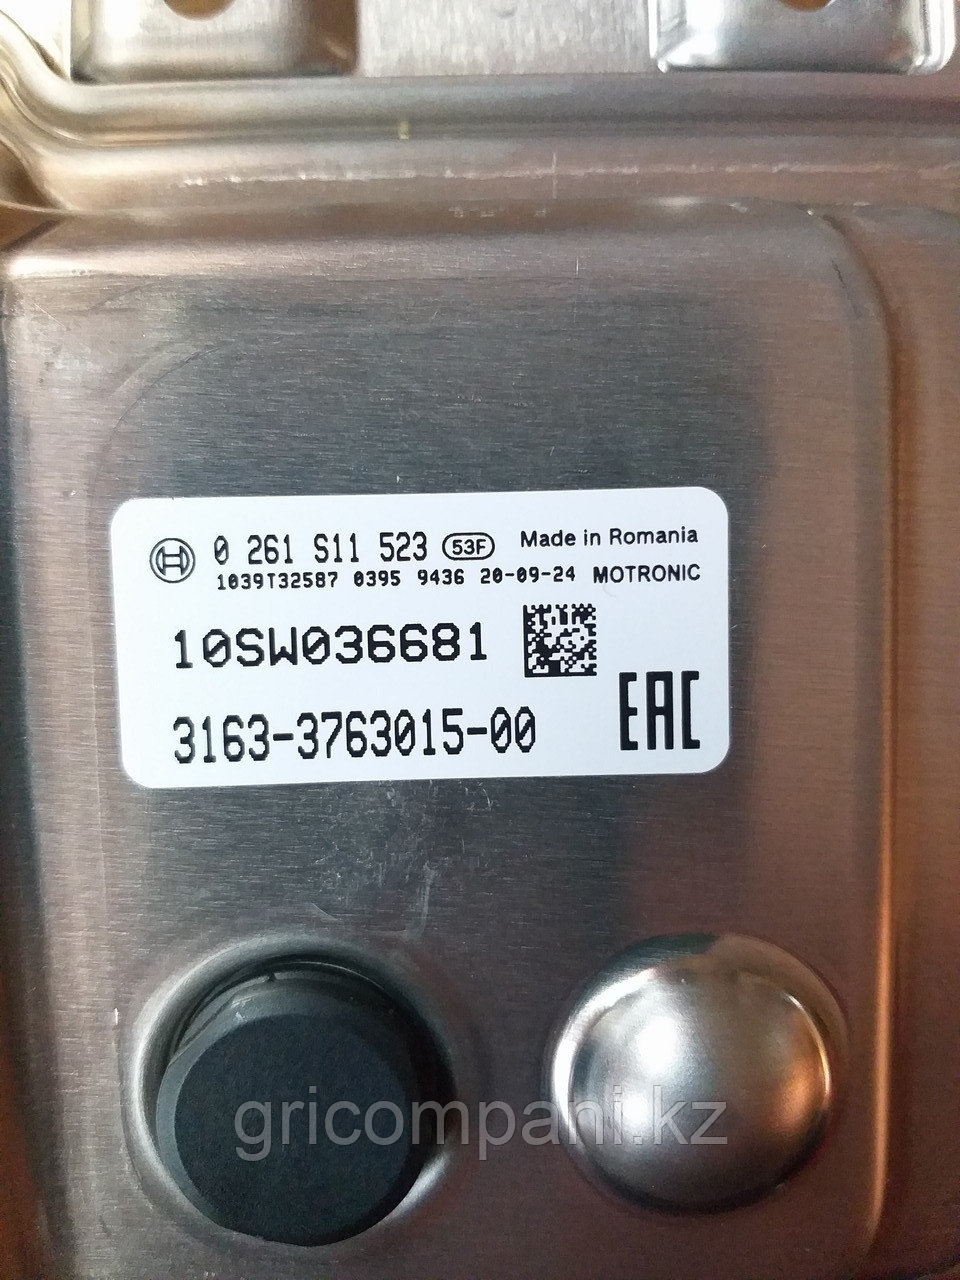 0 261 S11 523 53F Made in Romania
1039T32587 0395 9436 20-09-24 MOTRONIC
10SW036681
3163-3763015-00 EAC
gricompani.kz